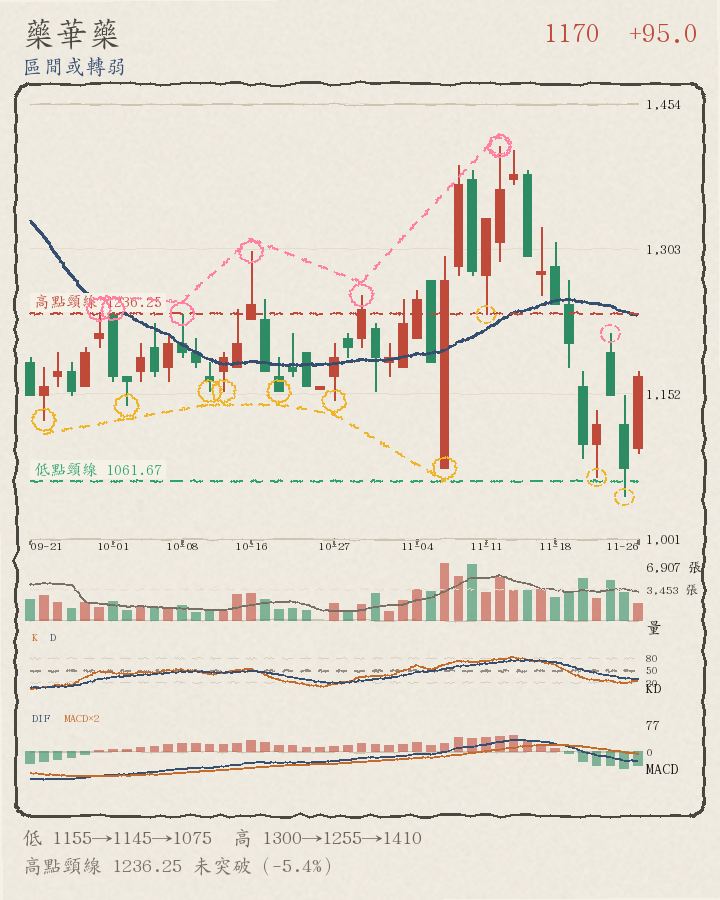 藥華藥
1170 +95.0
區間或轉弱
1,454
1,303
高點頸線 1236.25
1,152
低點頸線 1061.67
1,001
09-21 10-01 10-08 10-16 10-27 11-04 11-11 11-18 11-26
6,907 張
3,453 張
量
K D
80
50
20
KD
DIF MACD×2
77
0
MACD
低 1155→1145→1075 高 1300→1255→1410
高點頸線 1236.25 未突破 (-5.4%)